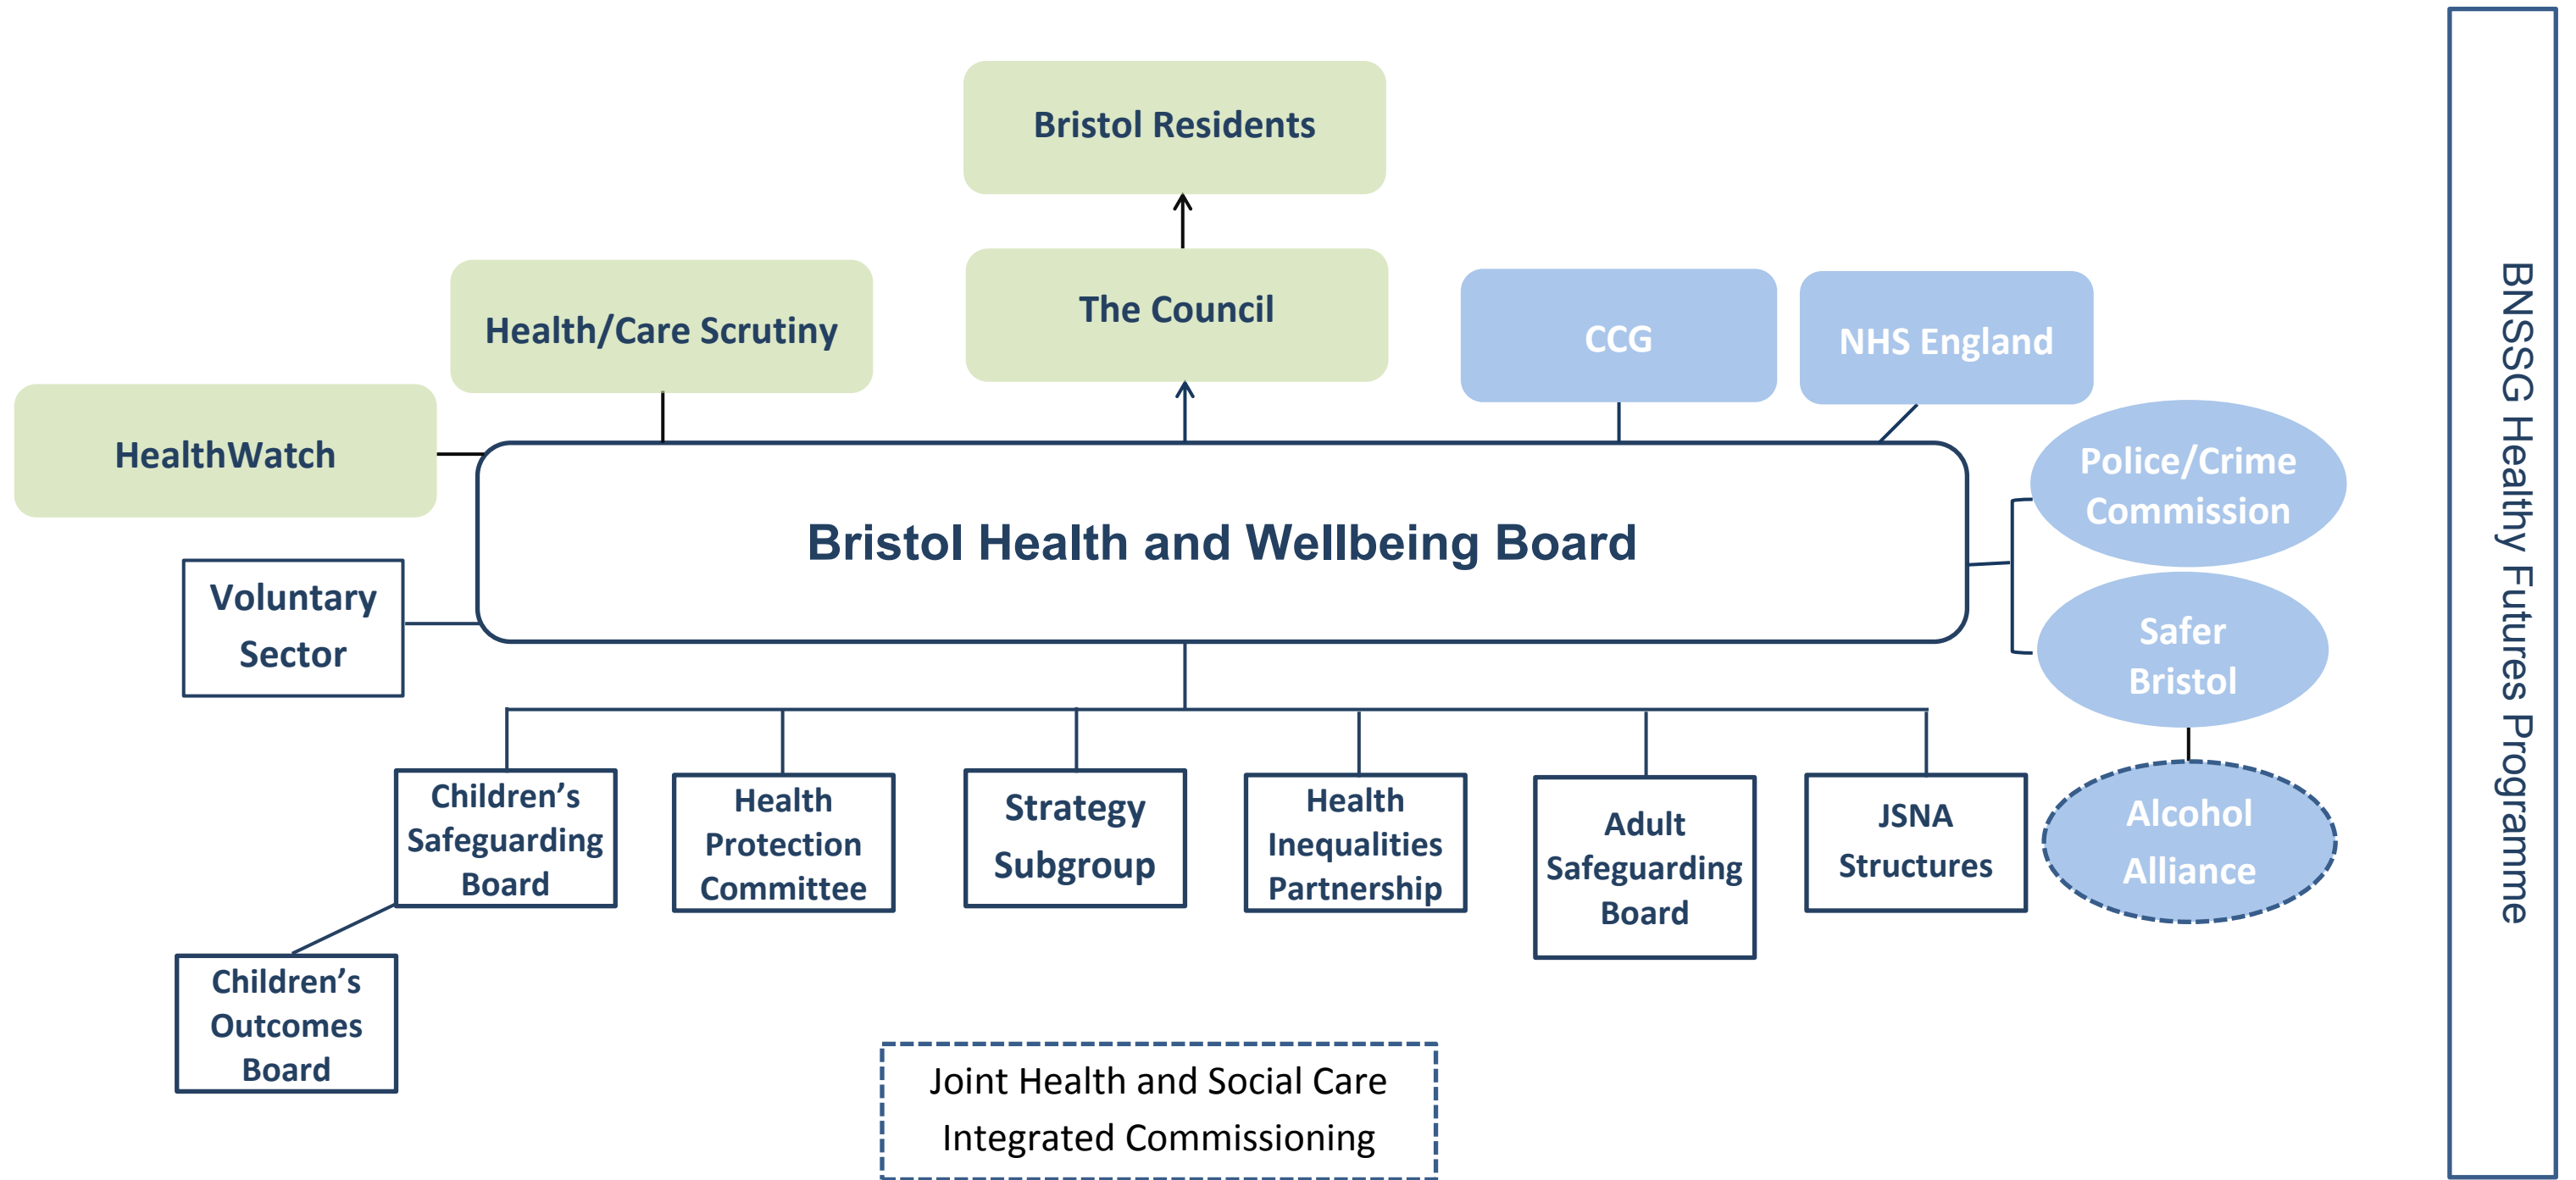 Bristol Residents
The Council
Health/Care Scrutiny
CCG
NHS England
HealthWatch
Police/Crime
Commission
Bristol Health and Wellbeing Board
Voluntary
Sector
Safer
Bristol
Children’s
Safeguarding
Board
Health
Protection
Committee
Strategy
Subgroup
Health
Inequalities
Partnership
Adult
Safeguarding
Board
JSNA
Structures
Alcohol
Alliance
Children’s
Outcomes
Board
Joint Health and Social Care
Integrated Commissioning
BNSSG Healthy Futures Programme